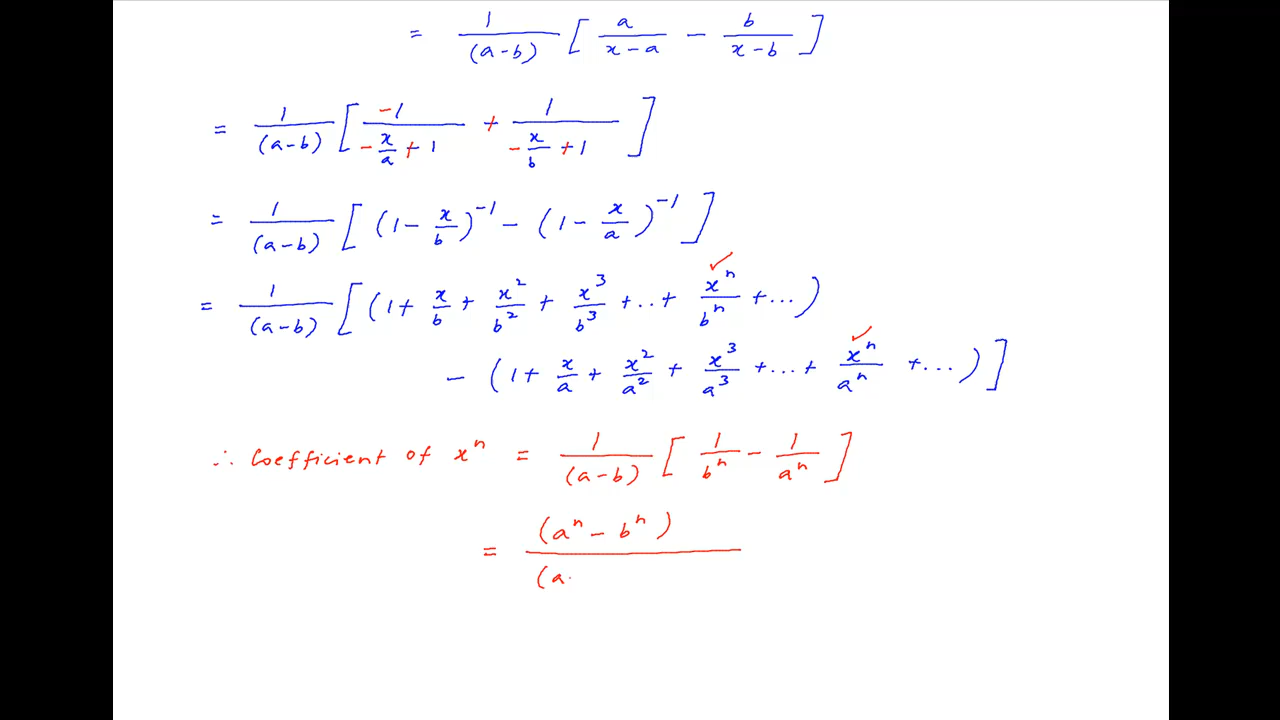 = 1/(a-b) [ a/(x-a) - b/(x-b) ]
= 1/(a-b) [ -1/(-x/a + 1) + 1/(-x/b + 1) ]
= 1/(a-b) [ (1 - x/b)^-1 - (1 - x/a)^-1 ]
= 1/(a-b) [ (1 + x/b + x^2/b^2 + x^3/b^3 + .. + x^n/b^n + ...)
- (1 + x/a + x^2/a^2 + x^3/a^3 + ... + x^n/a^n + ...) ]
∴ Coefficient of x^n = 1/(a-b) [ 1/b^n - 1/a^n ]
= (a^n - b^n)/(a